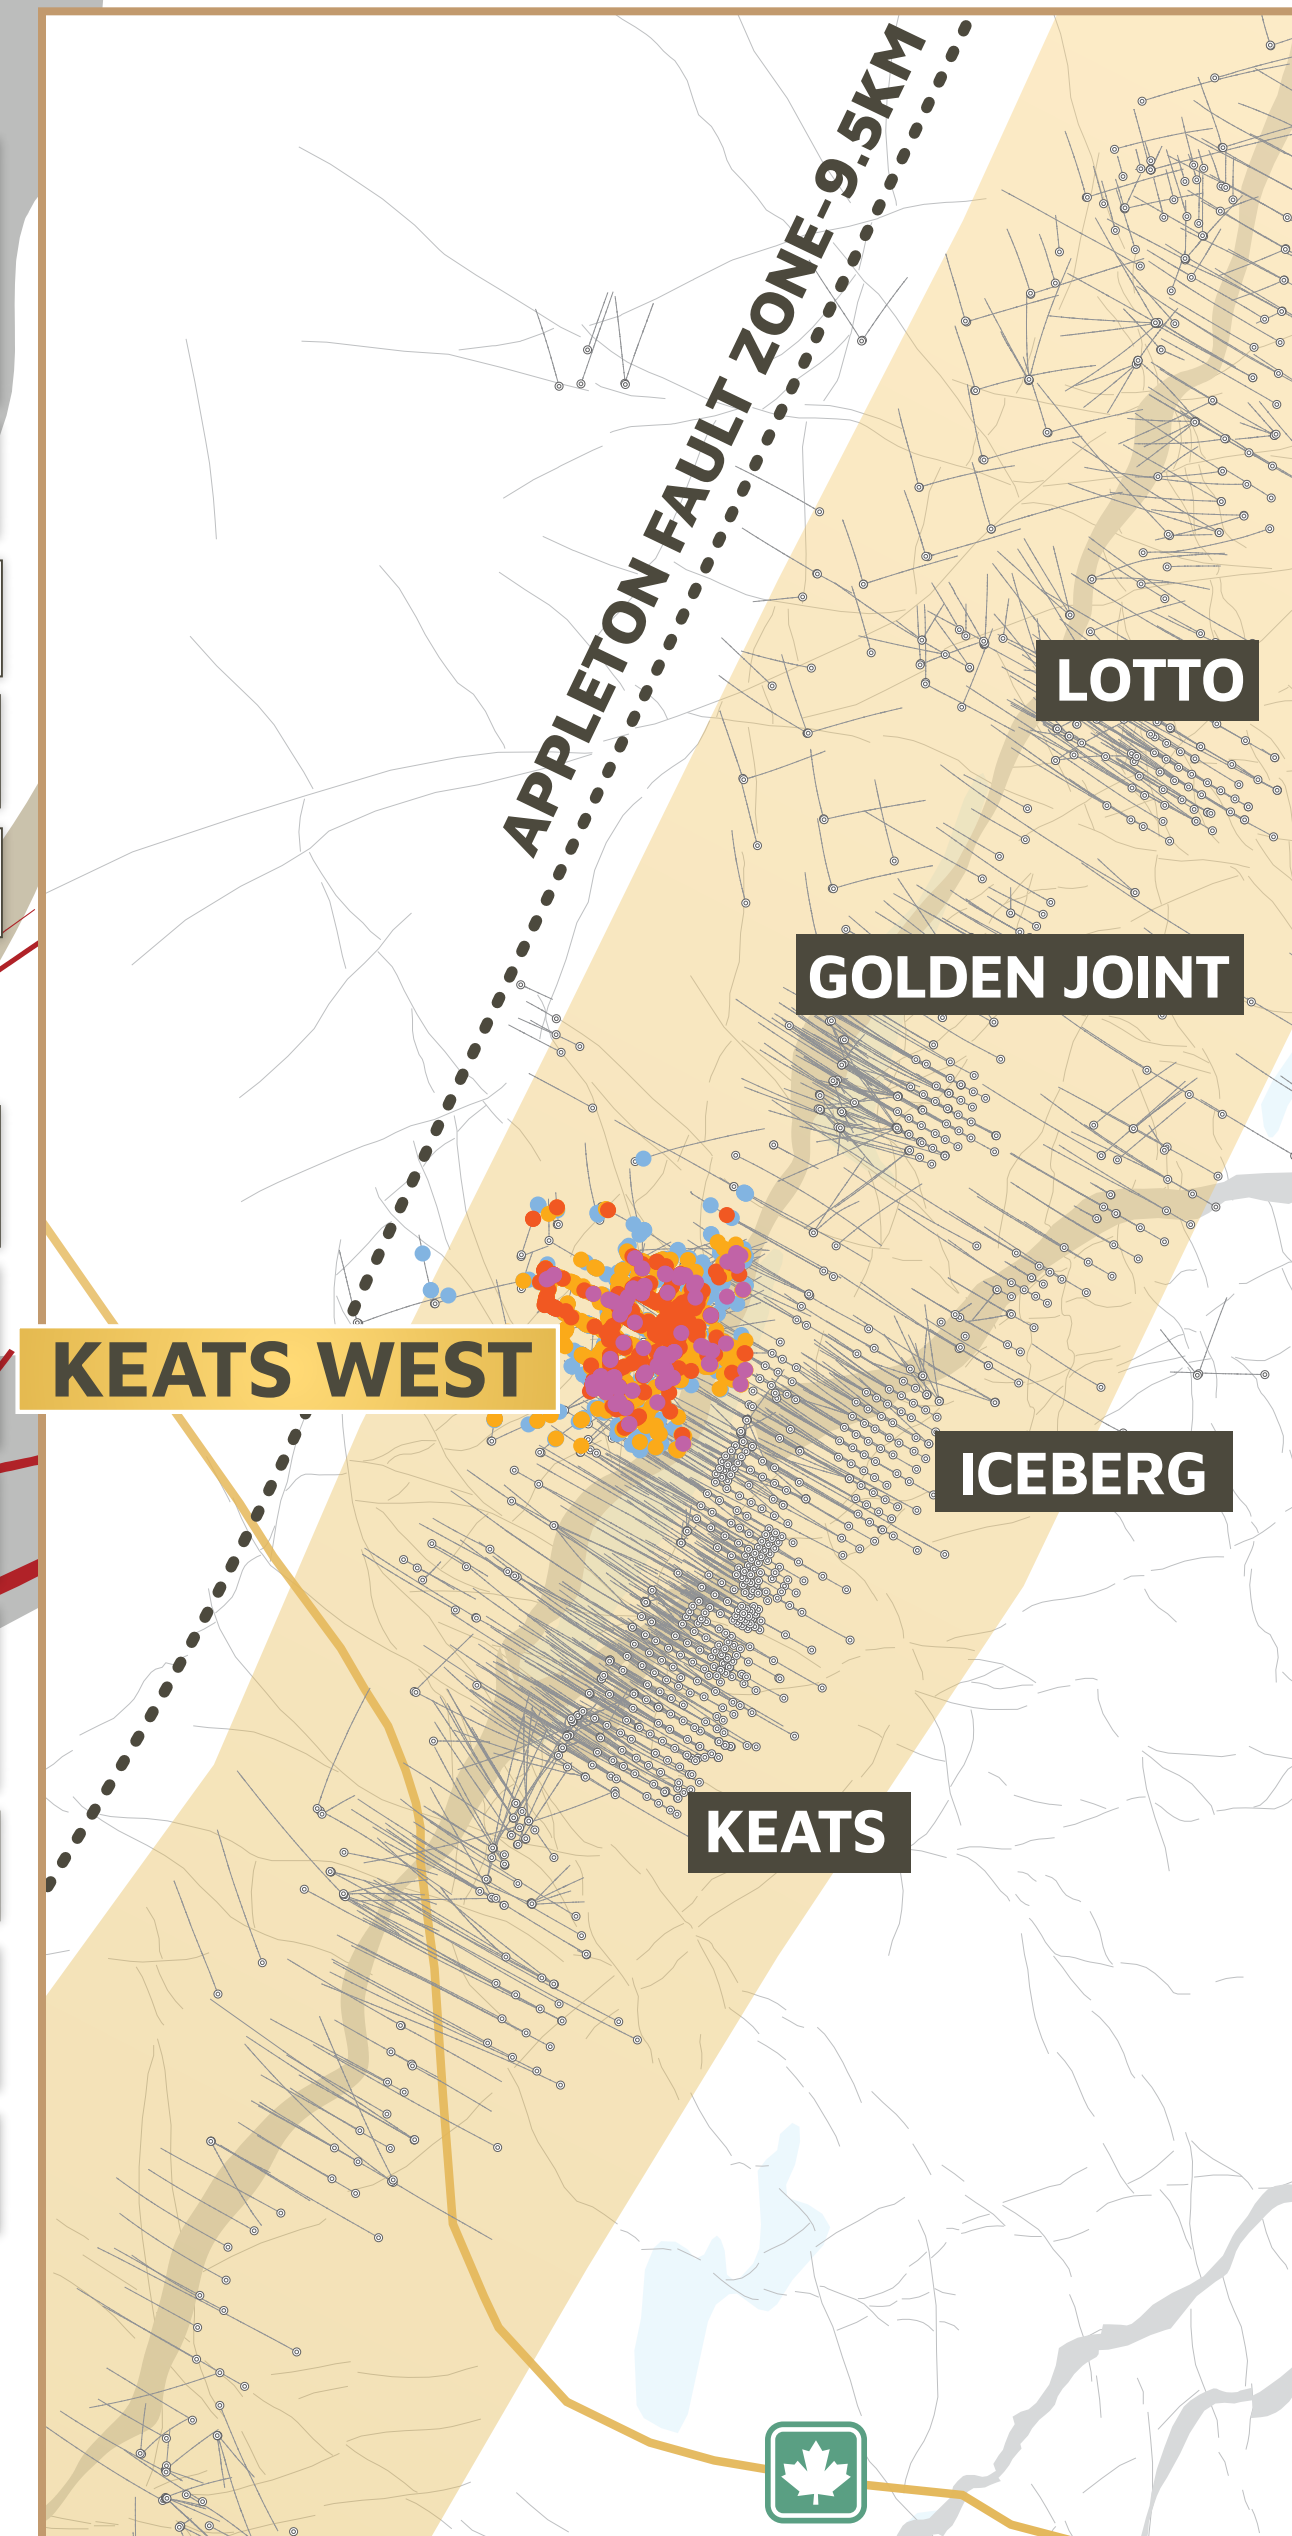 APPLETON FAULT ZONE-9.5KM
LOTTO
GOLDEN JOINT
KEATS WEST
ICEBERG
KEATS